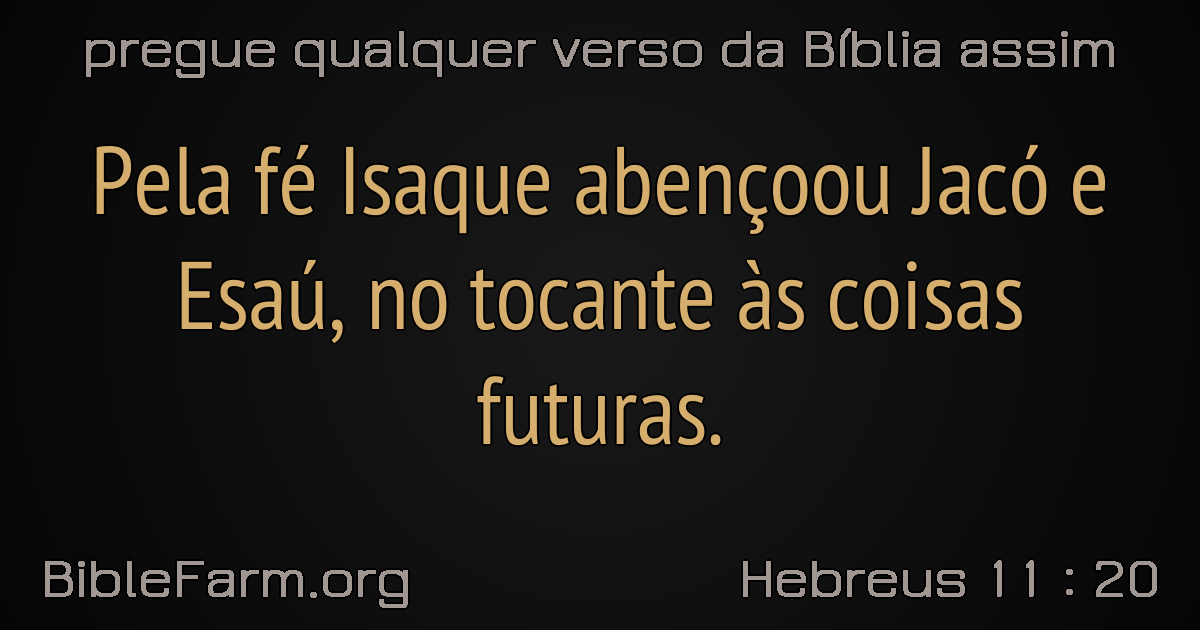 pregue qualquer verso da Bíblia assim
Pela fé Isaque abençoou Jacó e
Esaú, no tocante às coisas
futuras.
BibleFarm.org
Hebreus 11 : 20